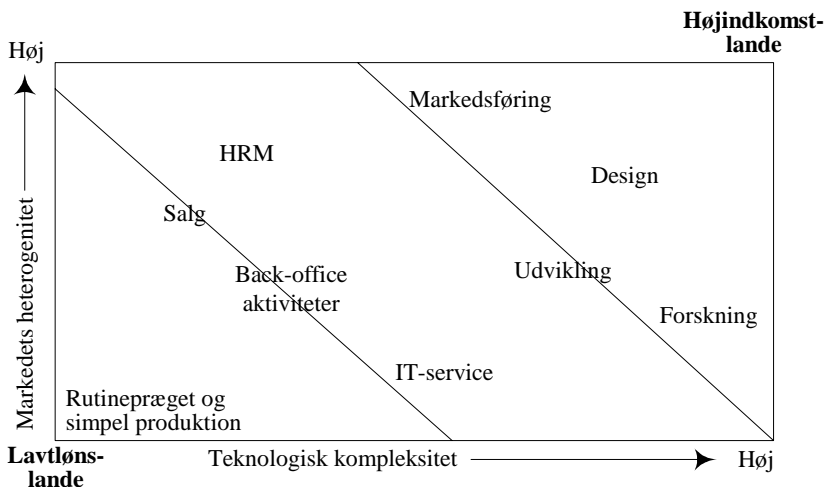 Højindkomst-
lande
Høj
Markedsføring
HRM
Design
Salg
Markedets heterogenitet
Udvikling
Back-office
aktiviteter
Forskning
IT-service
Rutinepræget og
simpel produktion
Lavtløns-
lande
Teknologisk kompleksitet
Høj